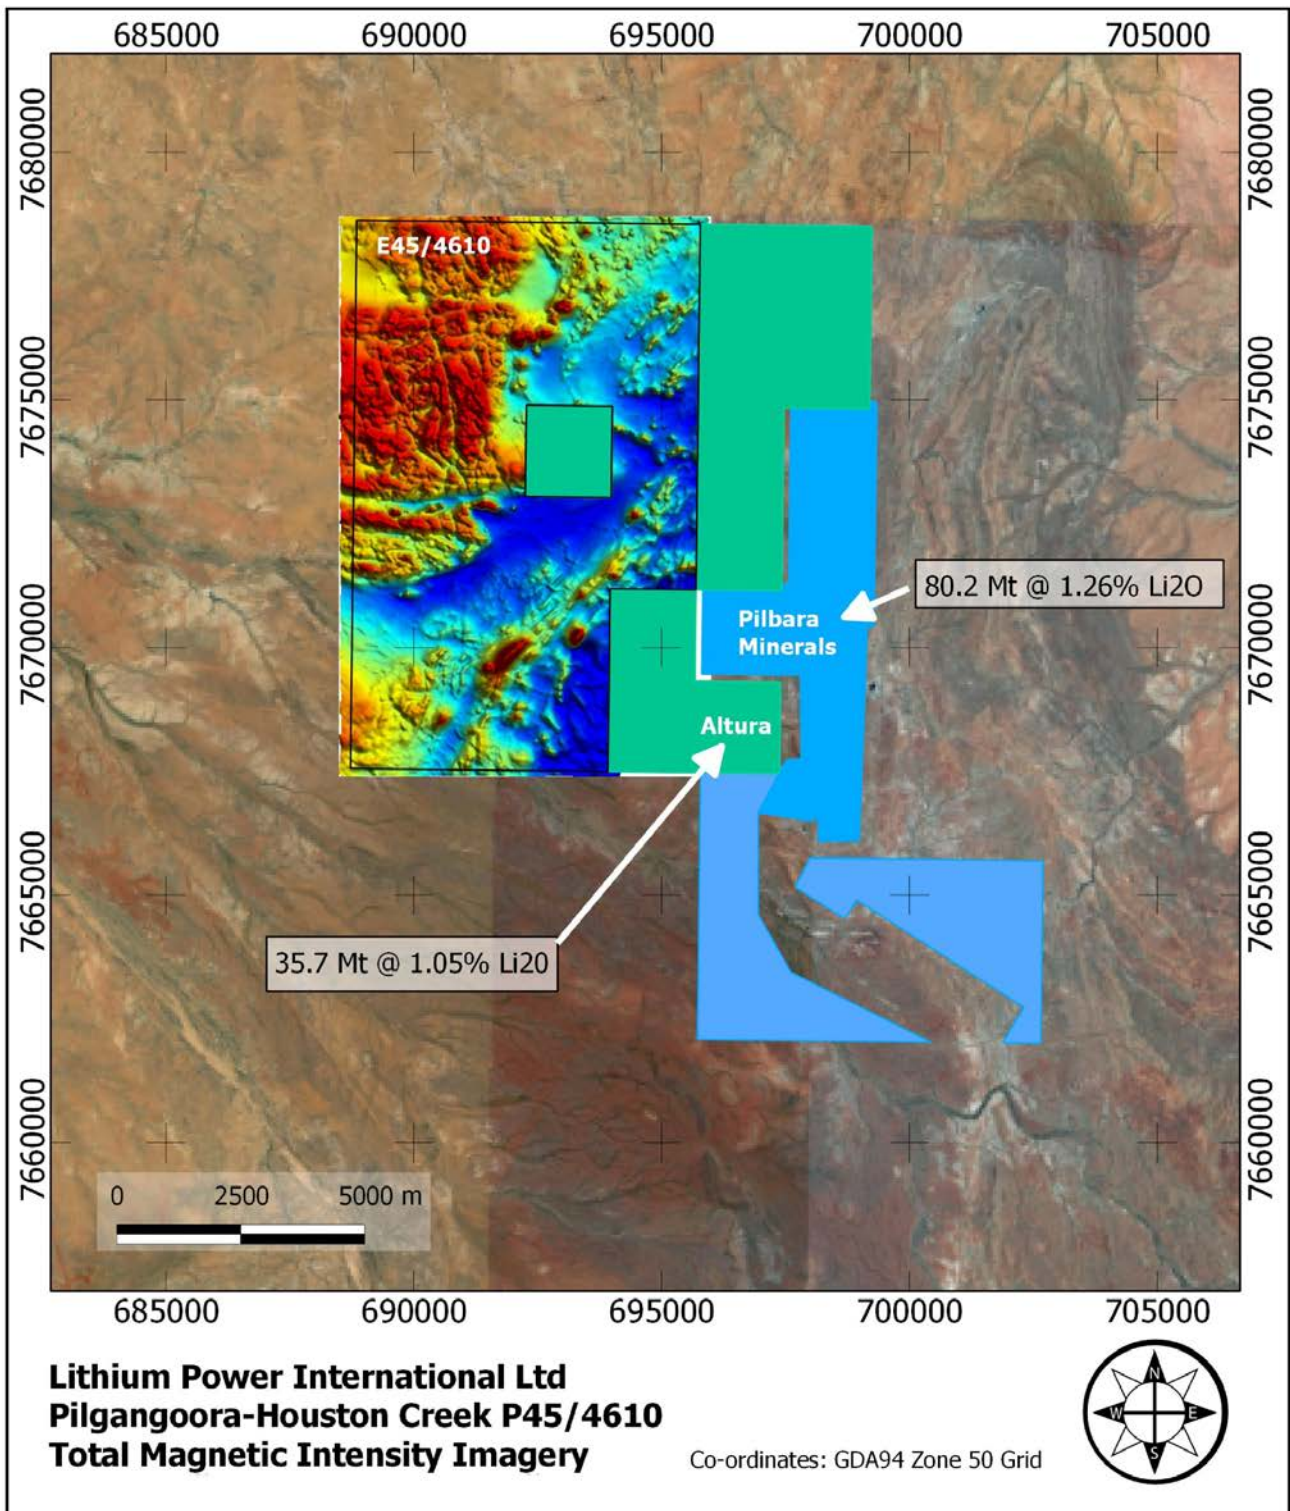 685000 690000 695000 700000 705000
7680000 7680000
E45/4610
7675000 7675000
80.2 Mt @ 1.26% Li2O
Pilbara
Minerals
7670000 7670000
Altura
7665000 7665000
35.7 Mt @ 1.05% Li20
7660000 7660000
0 2500 5000 m
685000 690000 695000 700000 705000
Lithium Power International Ltd
Pilgangoora-Houston Creek P45/4610
Total Magnetic Intensity Imagery
Co-ordinates: GDA94 Zone 50 Grid
N
W E
S